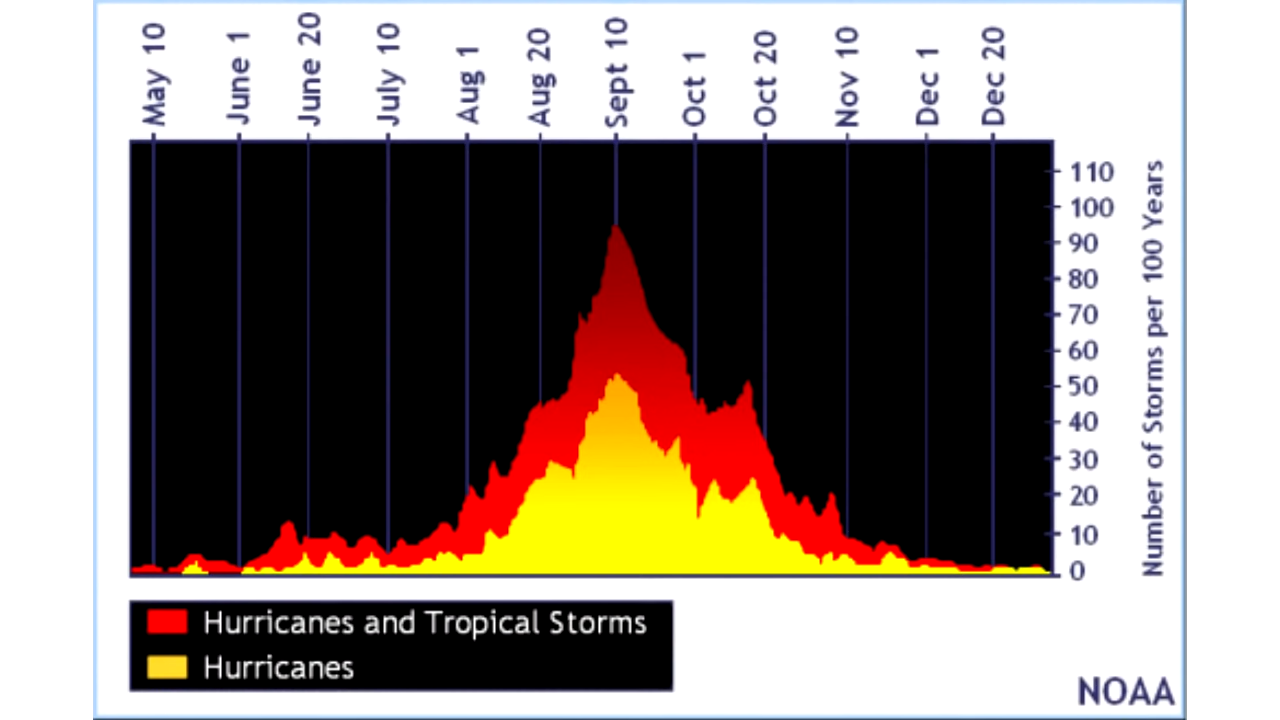 May 10
June 1
June 20
July 10
Aug 1
Aug 20
Sept 10
Oct 1
Oct 20
Nov 10
Dec 1
Dec 20
110
100
90
80
70
60
50
40
30
20
10
0
Number of Storms per 100 Years
Hurricanes and Tropical Storms
Hurricanes
NOAA